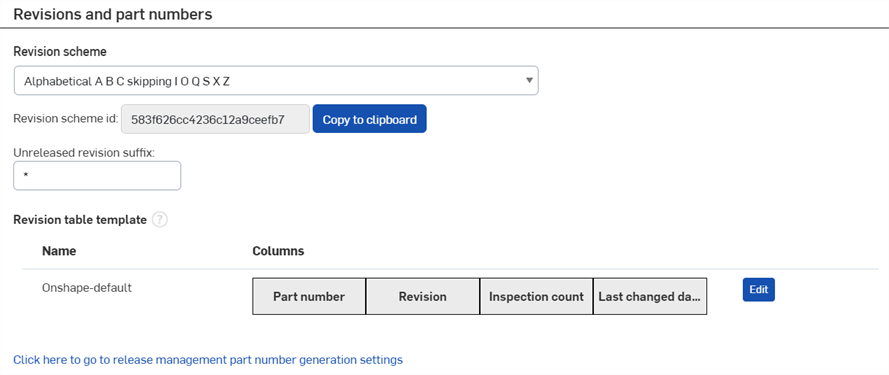 Revisions and part numbers
Revision scheme
Alphabetical A B C skipping I O Q S X Z
Revision scheme id: 583f626cc4236c12a9ceefb7 Copy to clipboard
Unreleased revision suffix:
*
Revision table template ?
Name Columns
Onshape-default Part number Revision Inspection count Last changed da... Edit
Click here to go to release management part number generation settings